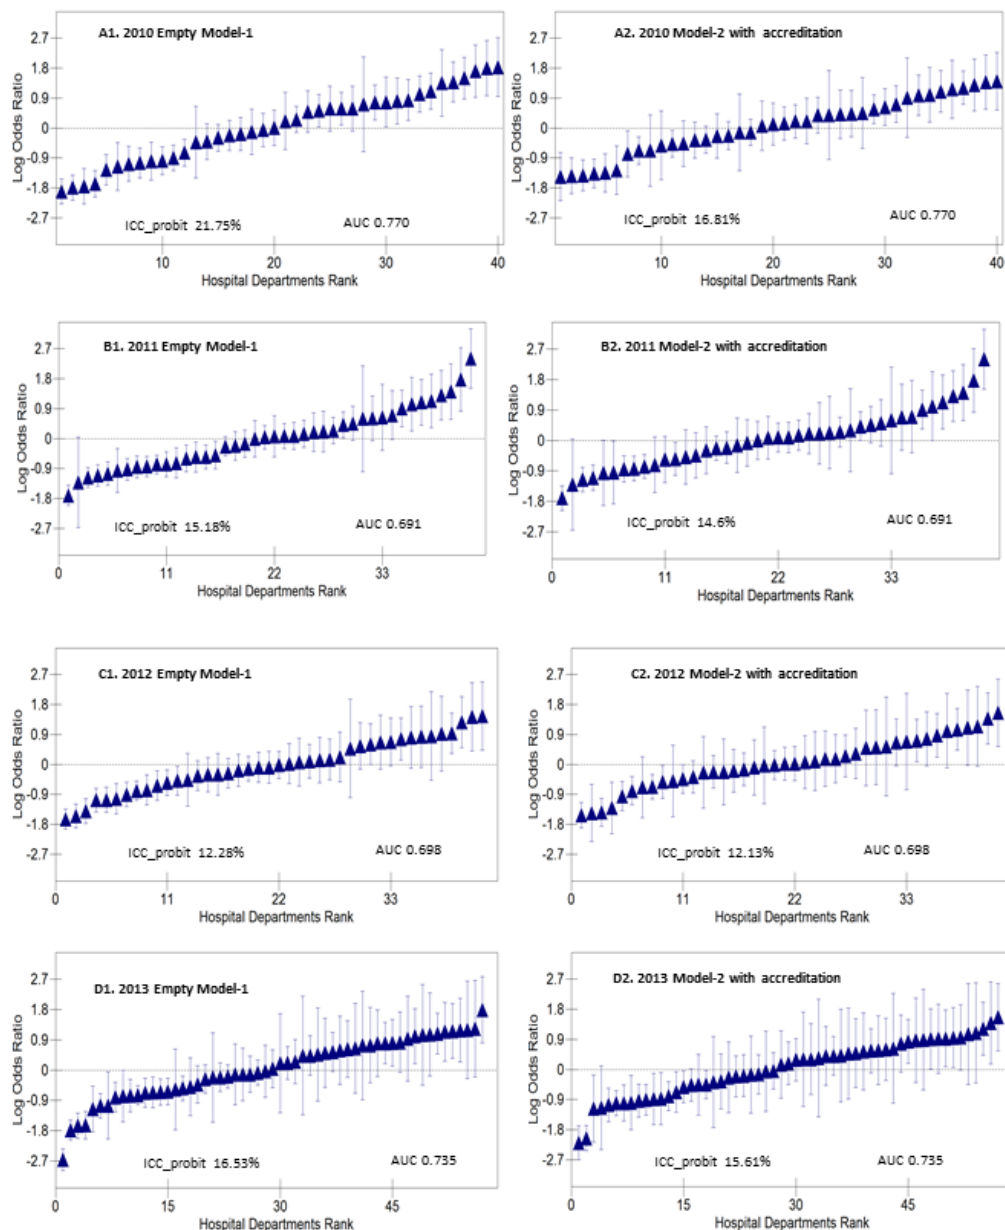 A1. 2010 Empty Model-1
Log Odds Ratio
2.7
1.8
0.9
0
-0.9
-1.8
-2.7
ICC_probit 21.75%
AUC 0.770
10
20
30
40
Hospital Departments Rank
A2. 2010 Model-2 with accreditation
Log Odds Ratio
2.7
1.8
0.9
0
-0.9
-1.8
-2.7
ICC_probit 16.81%
AUC 0.770
10
20
30
40
Hospital Departments Rank
B1. 2011 Empty Model-1
Log Odds Ratio
2.7
1.8
0.9
0
-0.9
-1.8
-2.7
ICC_probit 15.18%
AUC 0.691
0
11
22
33
Hospital Departments Rank
B2. 2011 Model-2 with accreditation
Log Odds Ratio
2.7
1.8
0.9
0
-0.9
-1.8
-2.7
ICC_probit 14.6%
AUC 0.691
0
11
22
33
Hospital Departments Rank
C1. 2012 Empty Model-1
Log Odds Ratio
2.7
1.8
0.9
0
-0.9
-1.8
-2.7
ICC_probit 12.28%
AUC 0.698
0
11
22
33
Hospital Departments Rank
C2. 2012 Model-2 with accreditation
Log Odds Ratio
2.7
1.8
0.9
0
-0.9
-1.8
-2.7
ICC_probit 12.13%
AUC 0.698
0
11
22
33
Hospital Departments Rank
D1. 2013 Empty Model-1
Log Odds Ratio
2.7
1.8
0.9
0
-0.9
-1.8
-2.7
ICC_probit 16.53%
AUC 0.735
0
15
30
45
Hospital Departments Rank
D2. 2013 Model-2 with accreditation
Log Odds Ratio
2.7
1.8
0.9
0
-0.9
-1.8
-2.7
ICC_probit 15.61%
AUC 0.735
0
15
30
45
Hospital Departments Rank